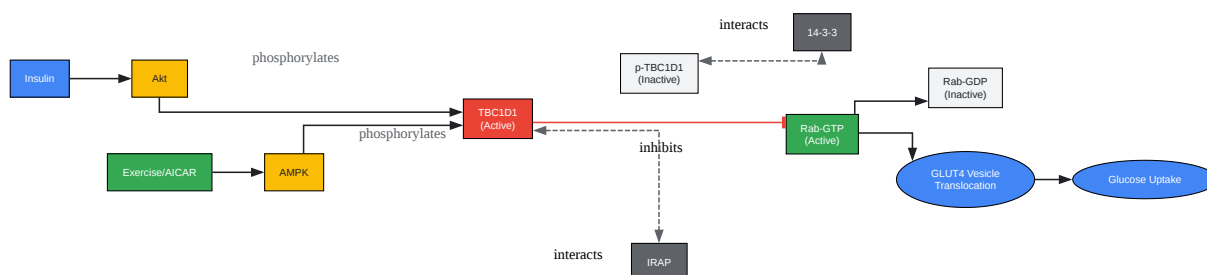 interacts
14-3-3
phosphorylates
p-TBC1D1
(Inactive)
Insulin
Akt
Rab-GDP
(Inactive)
TBC1D1
(Active)
Rab-GTP
(Active)
phosphorylates
inhibits
Exercise/AICAR
AMPK
GLUT4 Vesicle
Translocation
Glucose Uptake
interacts
IRAP